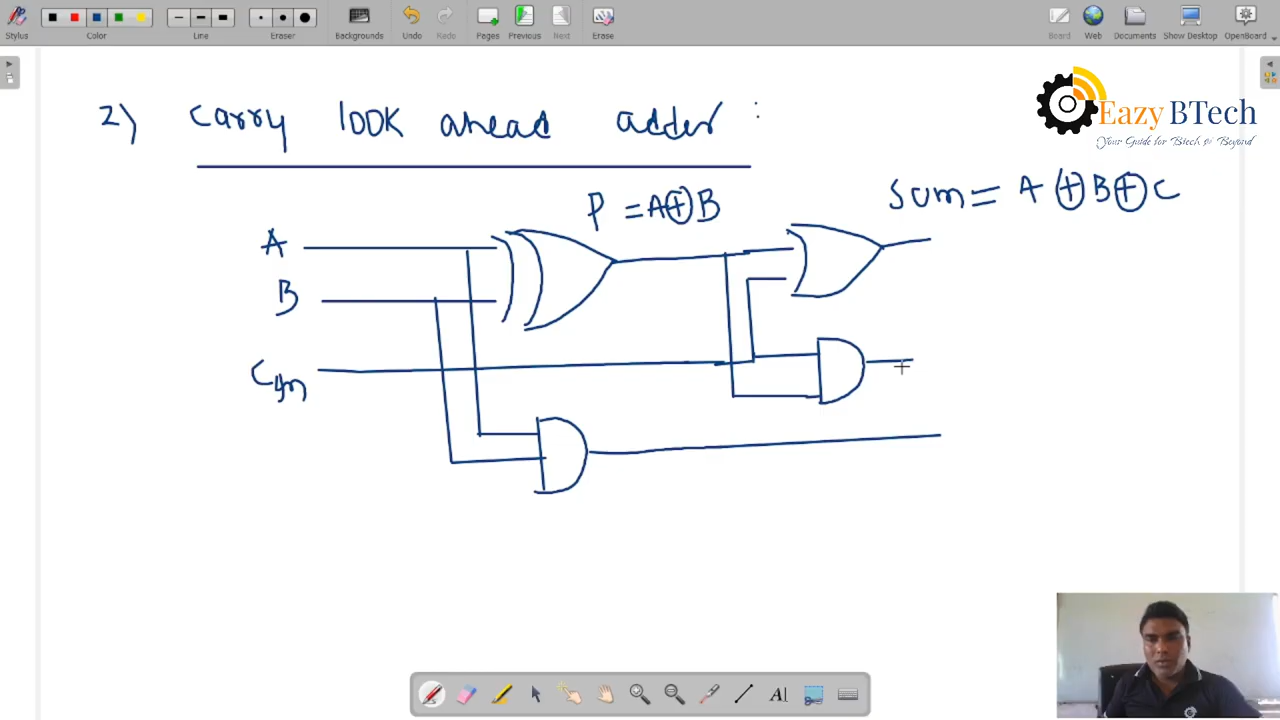 Stylus
Color
Line
Eraser
Backgrounds
Undo
Redo
Pages
Previous
Next
Erase
Board
Web
Documents
Show Desktop
OpenBoard
Eazy BTech
Your Guide for Btech & Beyond
2) carry look ahead adder :
P = A⊕B
sum = A ⊕ B ⊕ C
A
B
Cin
AI